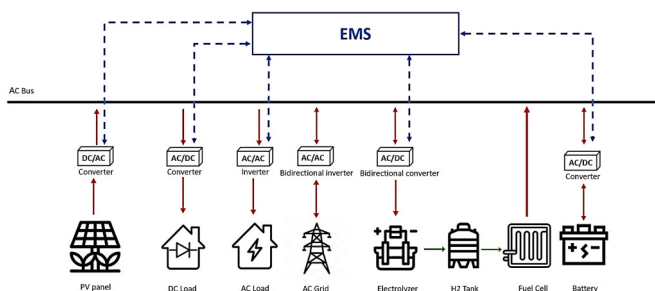 EMS
AC Bus
DC/AC
AC/DC
AC/AC
AC/AC
AC/DC
AC/DC
Converter
Converter
Inverter
Bidirectional inverter
Bidirectional converter
Converter
PV panel
DC Load
AC Load
AC Grid
Electrolyzer
H2 Tank
Fuel Cell
Battery